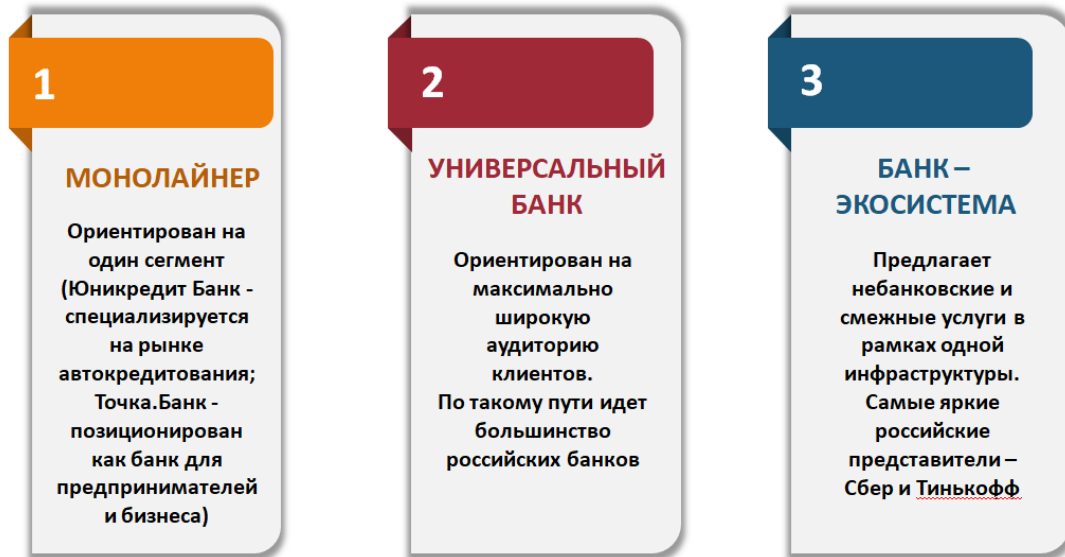 1
МОНОЛАЙНЕР
Ориентирован на
один сегмент
(Юникредит Банк -
специализируется
на рынке
автокредитования;
Точка.Банк -
позиционирован
как банк для
предпринимателей
и бизнеса)
2
УНИВЕРСАЛЬНЫЙ
БАНК
Ориентирован на
максимально
широкую
аудиторию
клиентов.
По такому пути идет
большинство
российских банков
3
БАНК –
ЭКОСИСТЕМА
Предлагает
небанковские и
смежные услуги в
рамках одной
инфраструктуры.
Самые яркие
российские
представители –
Сбер и Тинькофф